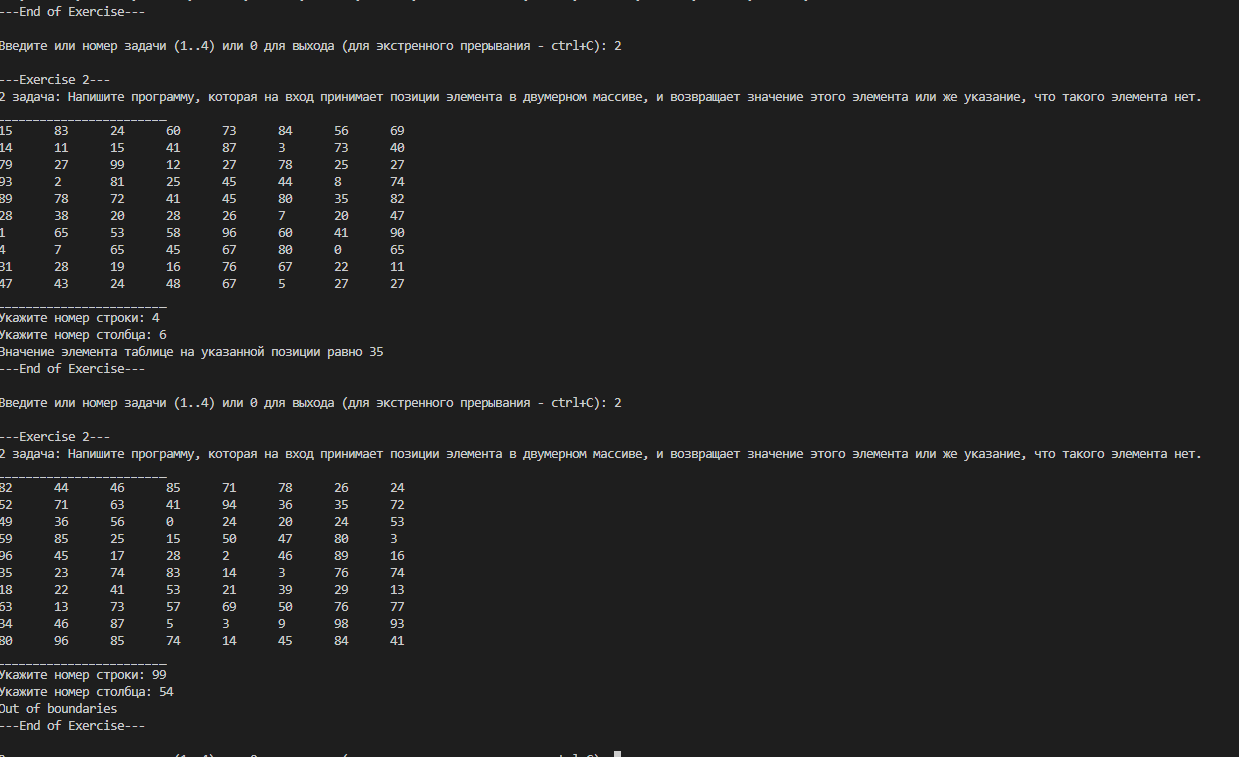 ---End of Exercise---
Введите или номер задачи (1..4) или 0 для выхода (для экстренного прерывания - ctrl+C): 2
---Exercise 2---
2 задача: Напишите программу, которая на вход принимает позиции элемента в двумерном массиве, и возвращает значение этого элемента или же указание, что такого элемента нет.
________________________
15 83 24 60 73 84 56 69
14 11 15 41 87 3 73 40
79 27 99 12 27 78 25 27
93 2 81 25 45 44 8 74
89 78 72 41 45 80 35 82
28 38 20 28 26 7 20 47
1 65 53 58 96 60 41 90
4 7 65 45 67 80 0 65
31 28 19 16 76 67 22 11
47 43 24 48 67 5 27 27
________________________
Укажите номер строки: 4
Укажите номер столбца: 6
Значение элемента таблице на указанной позиции равно 35
---End of Exercise---
Введите или номер задачи (1..4) или 0 для выхода (для экстренного прерывания - ctrl+C): 2
---Exercise 2---
2 задача: Напишите программу, которая на вход принимает позиции элемента в двумерном массиве, и возвращает значение этого элемента или же указание, что такого элемента нет.
________________________
82 44 46 85 71 78 26 24
52 71 63 41 94 36 35 72
49 36 56 0 24 20 24 53
59 85 25 15 50 47 80 3
96 45 17 28 2 46 89 16
35 23 74 83 14 3 76 74
18 22 41 53 21 39 29 13
63 13 73 57 69 50 76 77
34 46 87 5 3 9 98 93
80 96 85 74 14 45 84 41
________________________
Укажите номер строки: 99
Укажите номер столбца: 54
Out of boundaries
---End of Exercise---